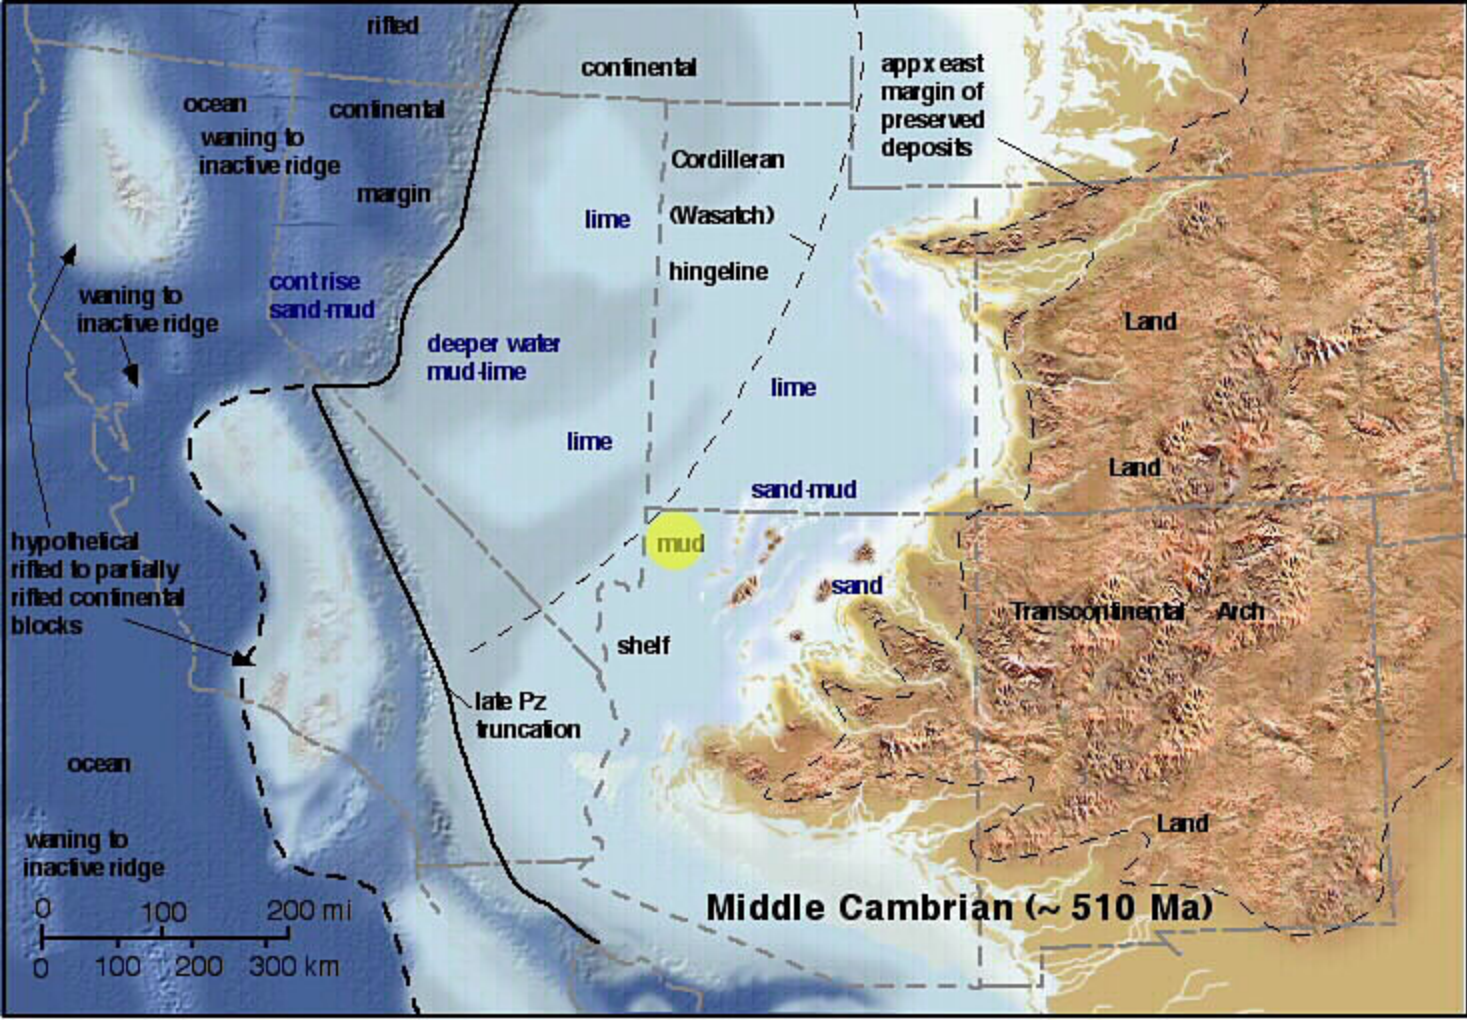 rifted
continental
appx east
margin of
preserved
deposits
ocean
continental
waning to
inactive ridge
margin
Cordilleran
(Wasatch)
hingeline
lime
cont rise
sand-mud
waning to
inactive ridge
deeper water
mud-lime
Land
lime
lime
Land
sand-mud
mud
hypothetical
rifted to partially
rifted continental
blocks
sand
Transcontinental Arch
shelf
late Pz
truncation
ocean
Land
waning to
inactive ridge
Middle Cambrian (~ 510 Ma)
0 100 200 mi
0 100 200 300 km